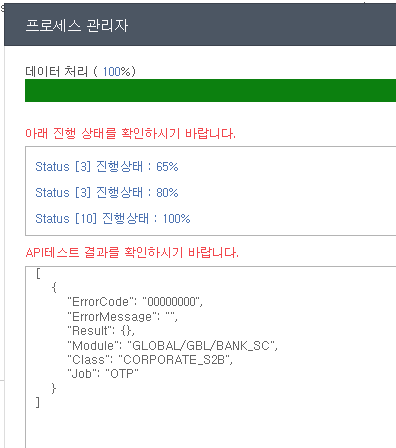 프로세스 관리자
데이터 처리 ( 100%)
아래 진행 상태를 확인하시기 바랍니다.
Status [3] 진행상태 : 65%
Status [3] 진행상태 : 80%
Status [10] 진행상태 : 100%
API테스트 결과를 확인하시기 바랍니다.
[
{
"ErrorCode": "00000000",
"ErrorMessage": "",
"Result": {},
"Module": "GLOBAL/GBL/BANK_SC",
"Class": "CORPORATE_S2B",
"Job": "OTP"
}
]